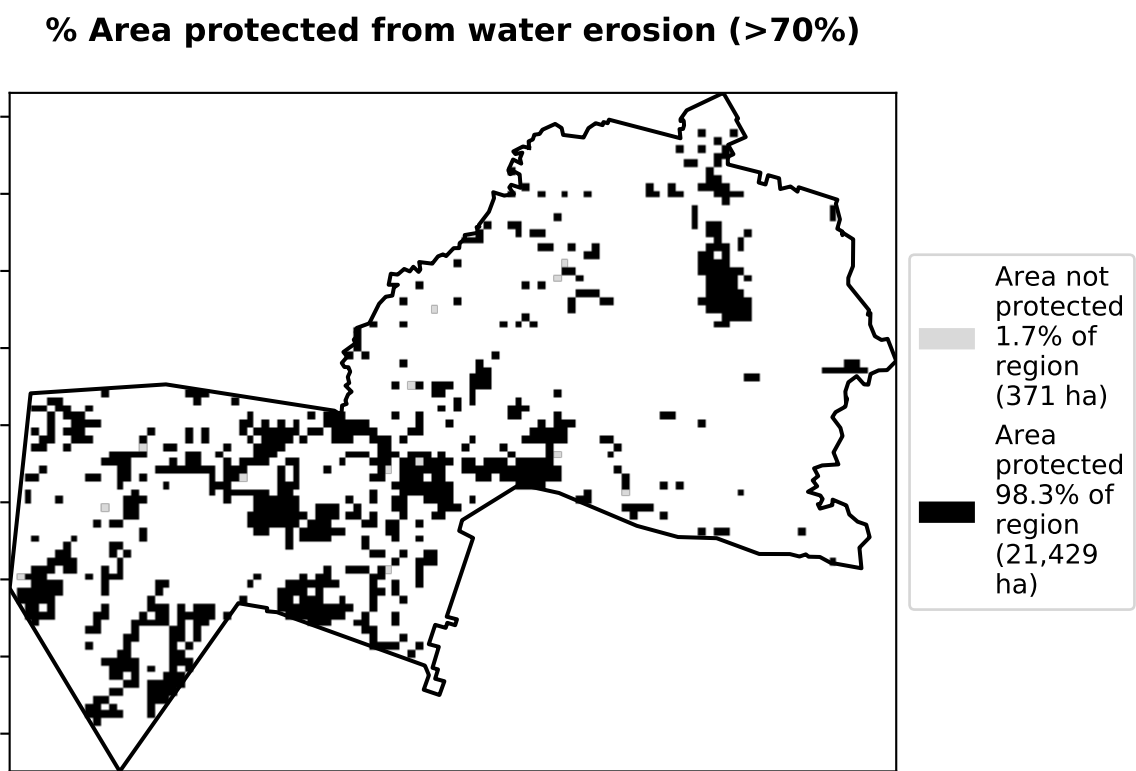 % Area protected from water erosion (>70%)
Area not
protected
1.7% of
region
(371 ha)
Area
protected
98.3% of
region
(21,429
ha)